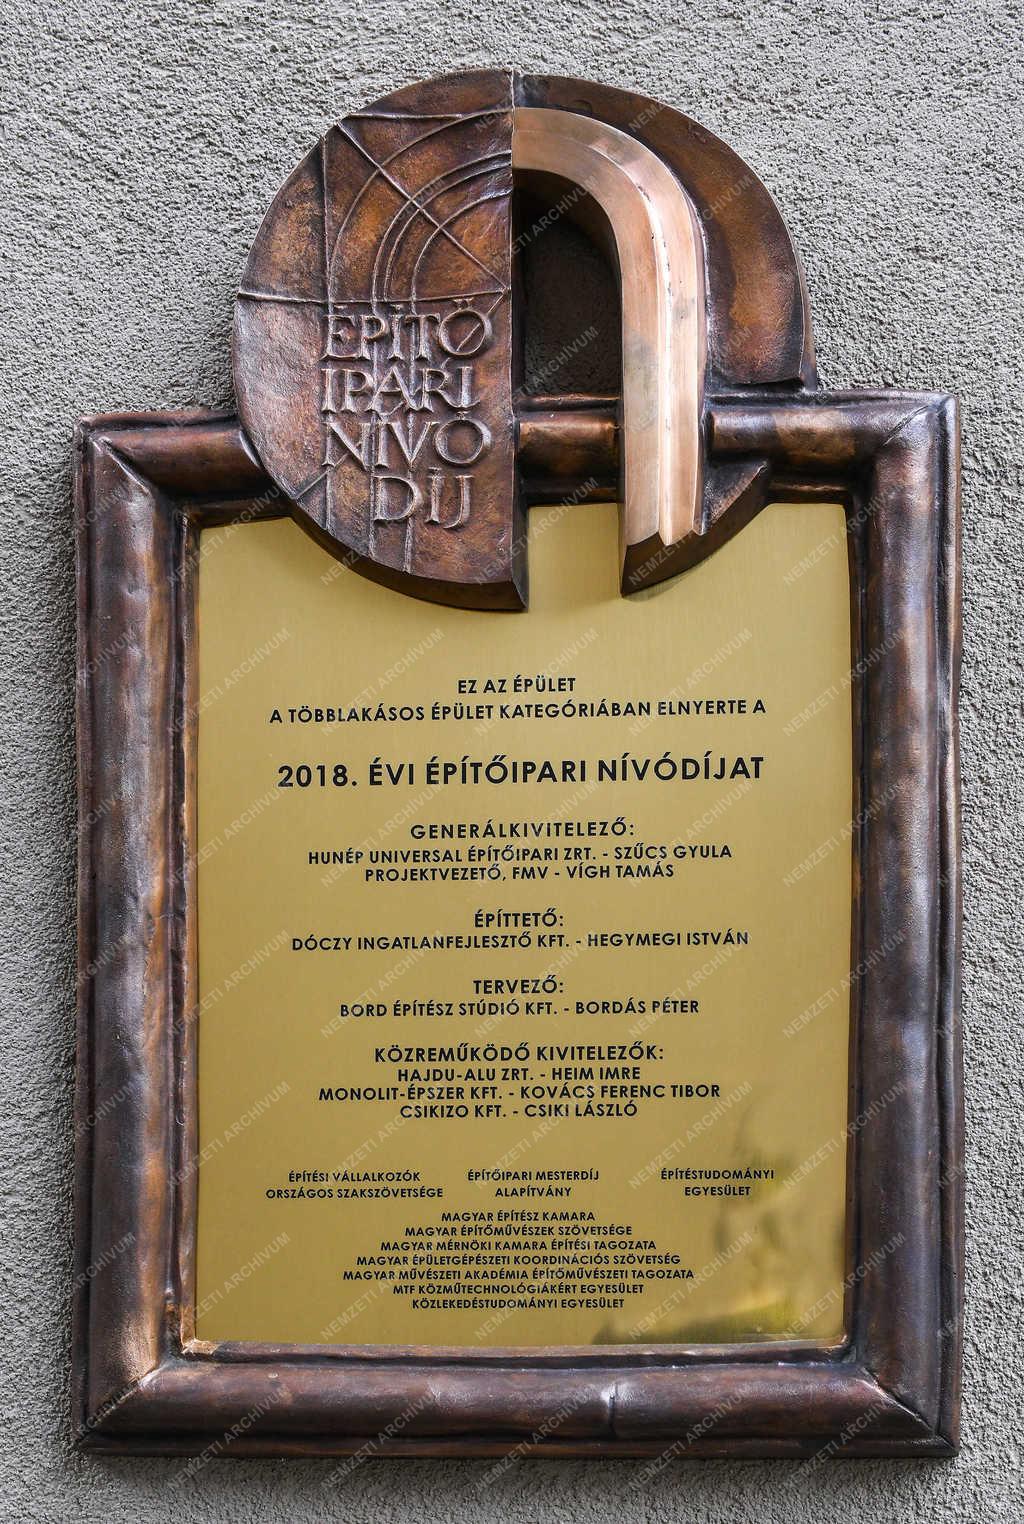 ÉPÍTŐ
IPARI
NÍVÓ
DÍJ
EZ AZ ÉPÜLET
A TÖBBLAKÁSOS ÉPÜLET KATEGÓRIÁBAN ELNYERTE A
2018. ÉVI ÉPÍTŐIPARI NÍVÓDÍJAT
GENERÁLKIVITELEZŐ:
HUNÉP UNIVERSAL ÉPÍTŐIPARI ZRT. - SZŰCS GYULA
PROJEKTVEZETŐ, FMV - VÍGH TAMÁS
ÉPÍTTETŐ:
DÓCZY INGATLANFEJLESZTŐ KFT. - HEGYMEGI ISTVÁN
TERVEZŐ:
BORD ÉPÍTÉSZ STÚDIÓ KFT. - BORDÁS PÉTER
KÖZREMŰKÖDŐ KIVITELEZŐK:
HAJDU-ALU ZRT. - HEIM IMRE
MONOLIT-ÉPSZER KFT. - KOVÁCS FERENC TIBOR
CSIKIZO KFT. - CSIKI LÁSZLÓ
ÉPÍTÉSI VÁLLALKOZÓK
ORSZÁGOS SZAKSZÖVETSÉGE
ÉPÍTŐIPARI MESTERDÍJ
ALAPÍTVÁNY
ÉPÍTÉSTUDOMÁNYI
EGYESÜLET
MAGYAR ÉPÍTÉSZ KAMARA
MAGYAR ÉPÍTŐMŰVÉSZEK SZÖVETSÉGE
MAGYAR MÉRNÖKI KAMARA ÉPÍTÉSI TAGOZATA
MAGYAR ÉPÜLETGÉPÉSZETI KOORDINÁCIÓS SZÖVETSÉG
MAGYAR MŰVÉSZETI AKADÉMIA ÉPÍTŐMŰVÉSZETI TAGOZATA
MTF KÖZMŰTECHNOLÓGIÁKÉRT EGYESÜLET
KÖZLEKEDÉSTUDOMÁNYI EGYESÜLET
NEMZETI ARCHÍVUM